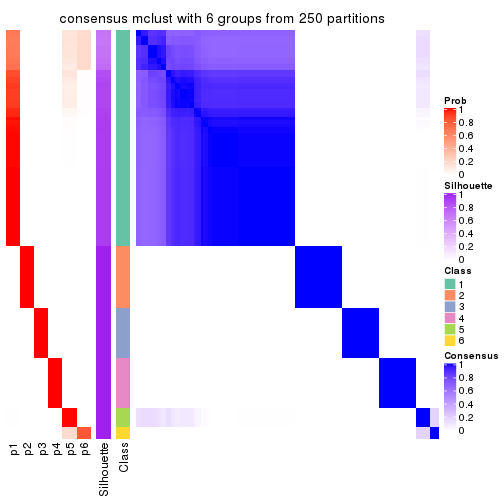 consensus mclust with 6 groups from 250 partitions
Prob
1
0.8
0.6
0.4
0.2
0
Silhouette
1
0.8
0.6
0.4
0.2
0
Class
1
2
3
4
5
6
Consensus
1
0.8
0.6
0.4
0.2
0
p1
p2
p3
p4
p5
p6
Silhouette
Class